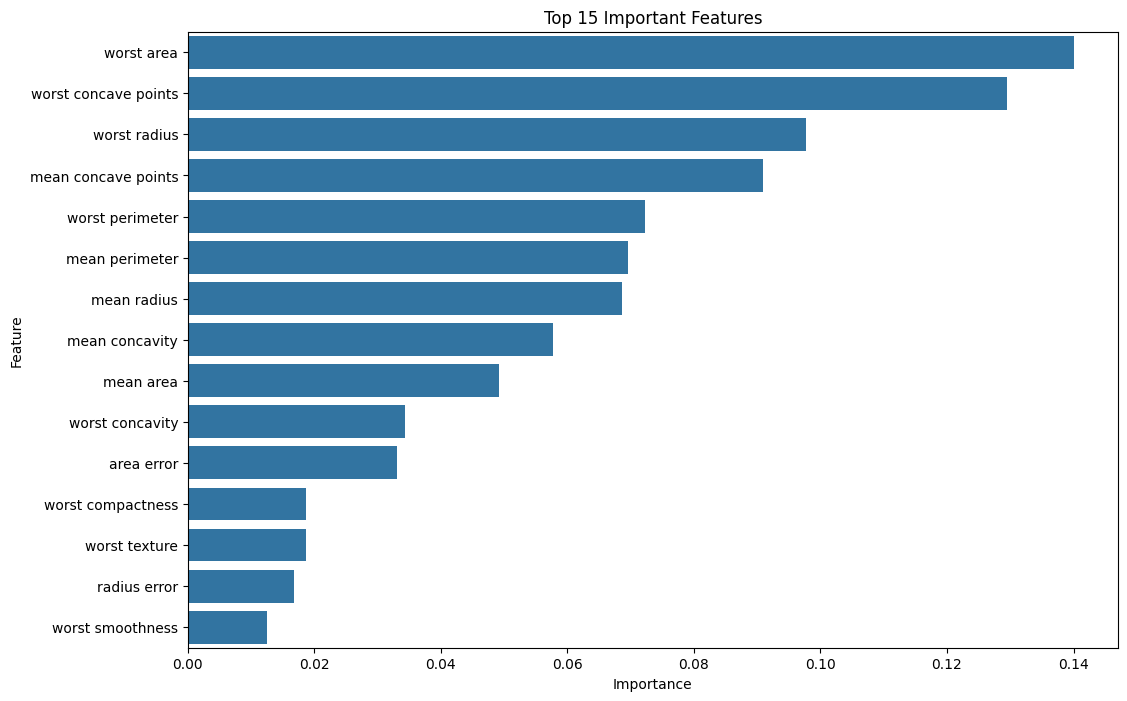 Top 15 Important Features
worst area
worst concave points
worst radius
mean concave points
worst perimeter
mean perimeter
mean radius
mean concavity
mean area
worst concavity
area error
worst compactness
worst texture
radius error
worst smoothness
Feature
0.00 0.02 0.04 0.06 0.08 0.10 0.12 0.14
Importance